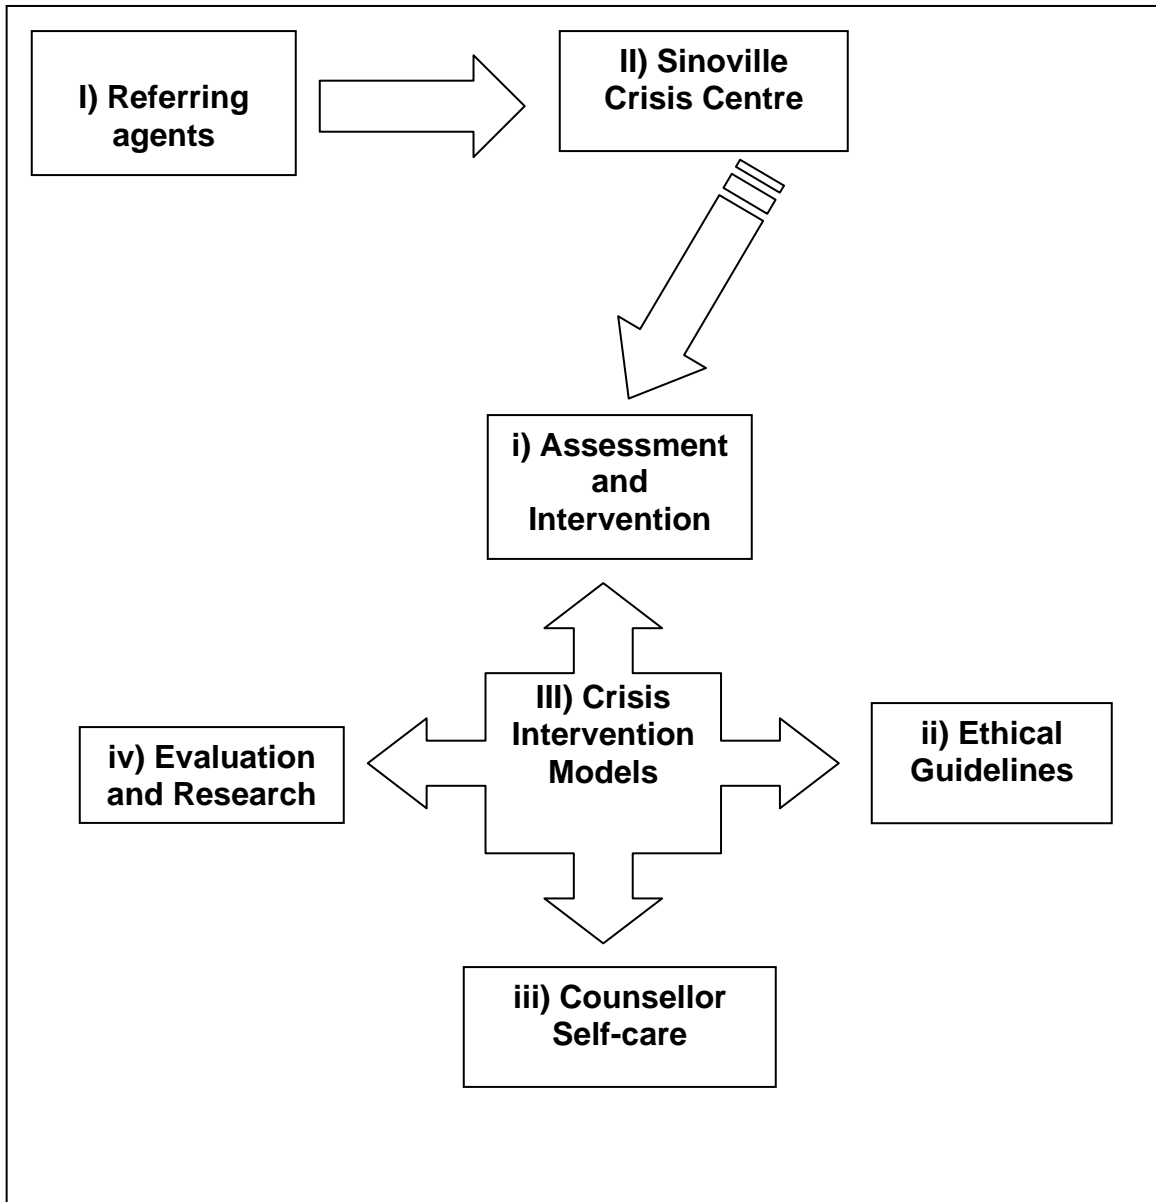 I) Referring
agents
II) Sinoville
Crisis Centre
i) Assessment
and
Intervention
III) Crisis
Intervention
Models
iv) Evaluation
and Research
ii) Ethical
Guidelines
iii) Counsellor
Self-care